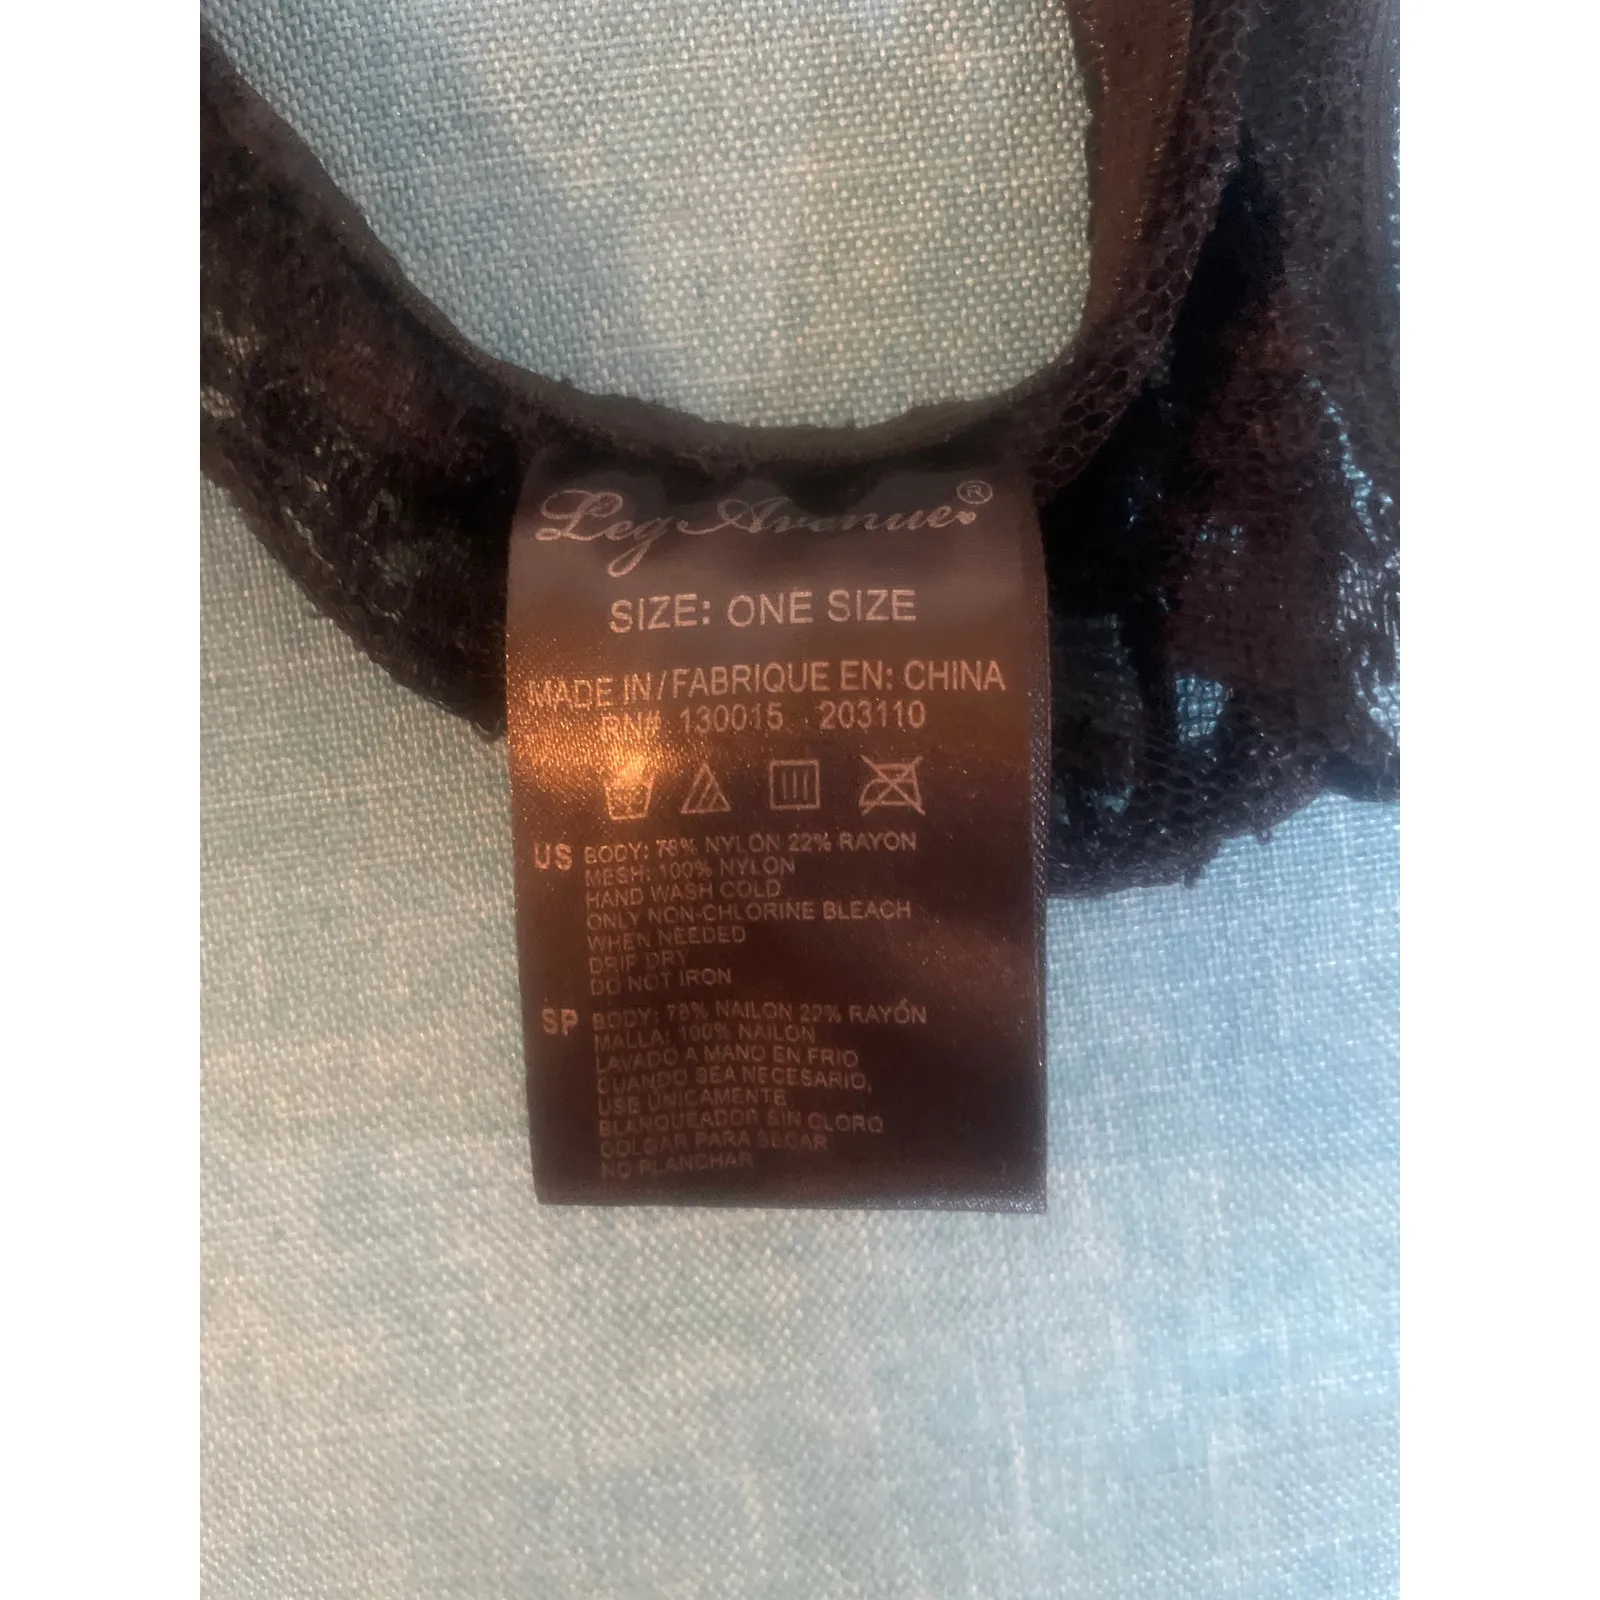 Leg Avenue®
SIZE: ONE SIZE
MADE IN/FABRIQUE EN: CHINA
RN# 130015 203110
US BODY: 78% NYLON 22% RAYON
MESH: 100% NYLON
HAND WASH COLD
ONLY NON-CHLORINE BLEACH
WHEN NEEDED
DRIP DRY
DO NOT IRON
SP BODY: 78% NAILON 22% RAYÓN
MALLA: 100% NAILON
LAVADO A MANO EN FRIO
CUANDO SEA NECESARIO,
USE ÚNICAMENTE
BLANQUEADOR SIN CLORO
COLGAR PARA SECAR
NO PLANCHAR